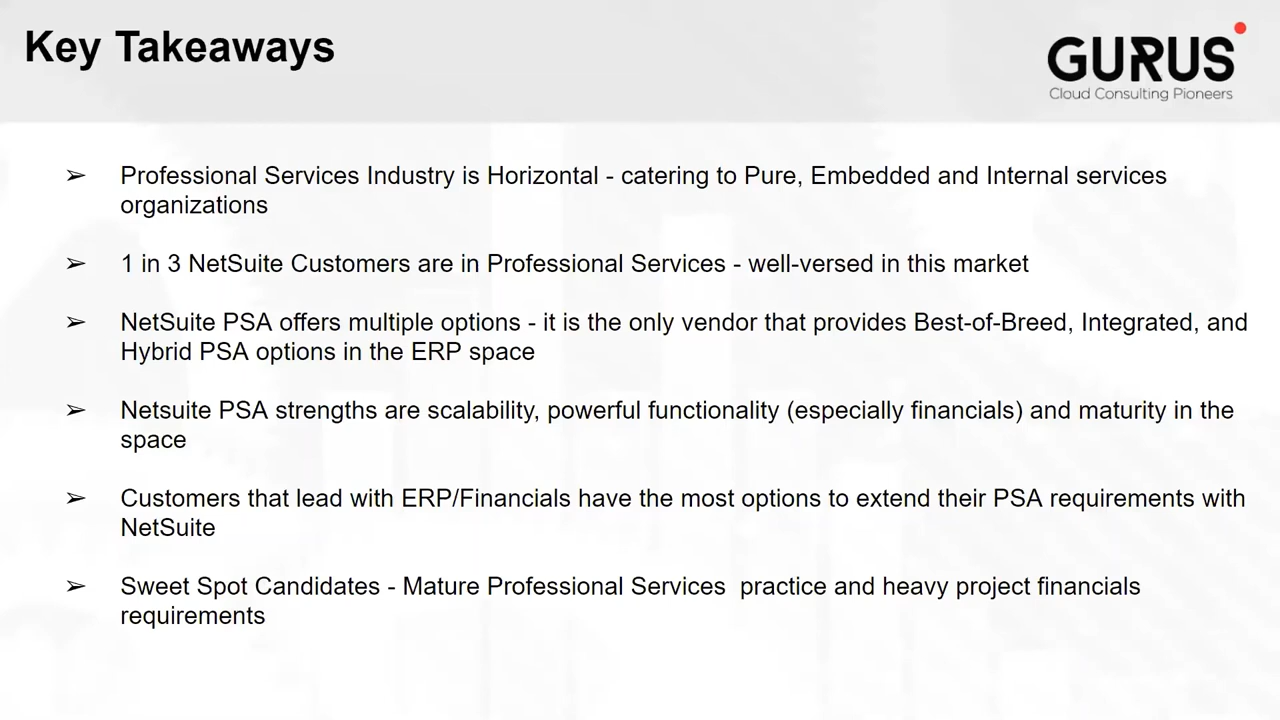 Key Takeaways
GURUS
Cloud Consulting Pioneers
➢ Professional Services Industry is Horizontal - catering to Pure, Embedded and Internal services
organizations
➢ 1 in 3 NetSuite Customers are in Professional Services - well-versed in this market
➢ NetSuite PSA offers multiple options - it is the only vendor that provides Best-of-Breed, Integrated, and
Hybrid PSA options in the ERP space
➢ Netsuite PSA strengths are scalability, powerful functionality (especially financials) and maturity in the
space
➢ Customers that lead with ERP/Financials have the most options to extend their PSA requirements with
NetSuite
➢ Sweet Spot Candidates - Mature Professional Services  practice and heavy project financials
requirements